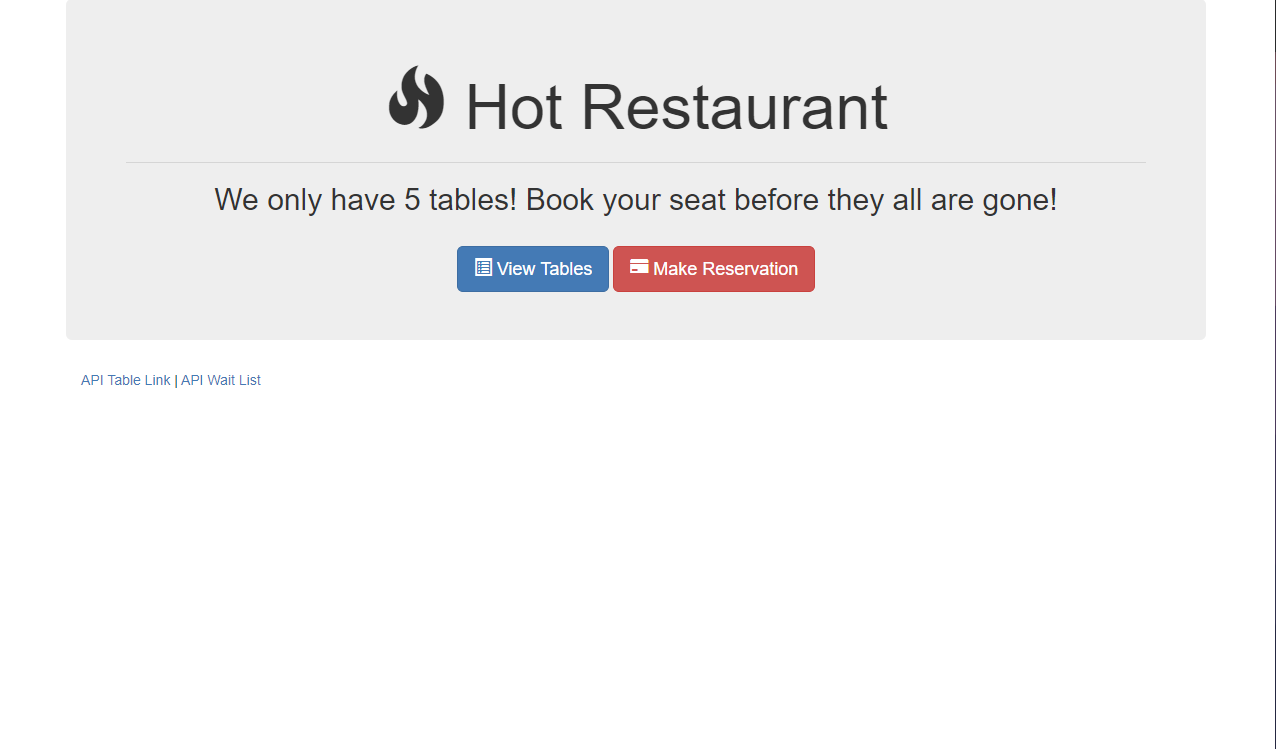 Hot Restaurant
We only have 5 tables! Book your seat before they all are gone!
View Tables Make Reservation
API Table Link | API Wait List